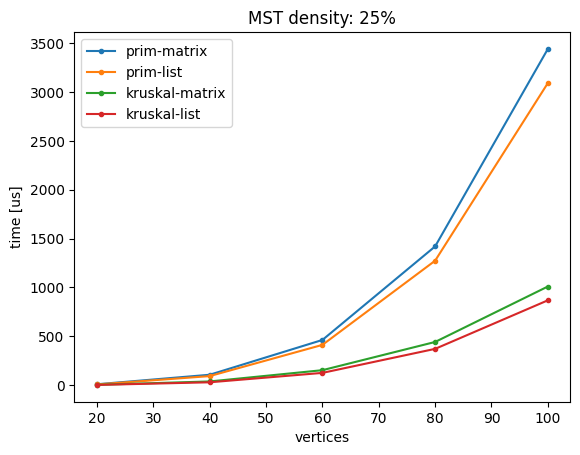 MST density: 25%
prim-matrix
prim-list
kruskal-matrix
kruskal-list
time [us]
3500
3000
2500
2000
1500
1000
500
0
20 30 40 50 60 70 80 90 100
vertices